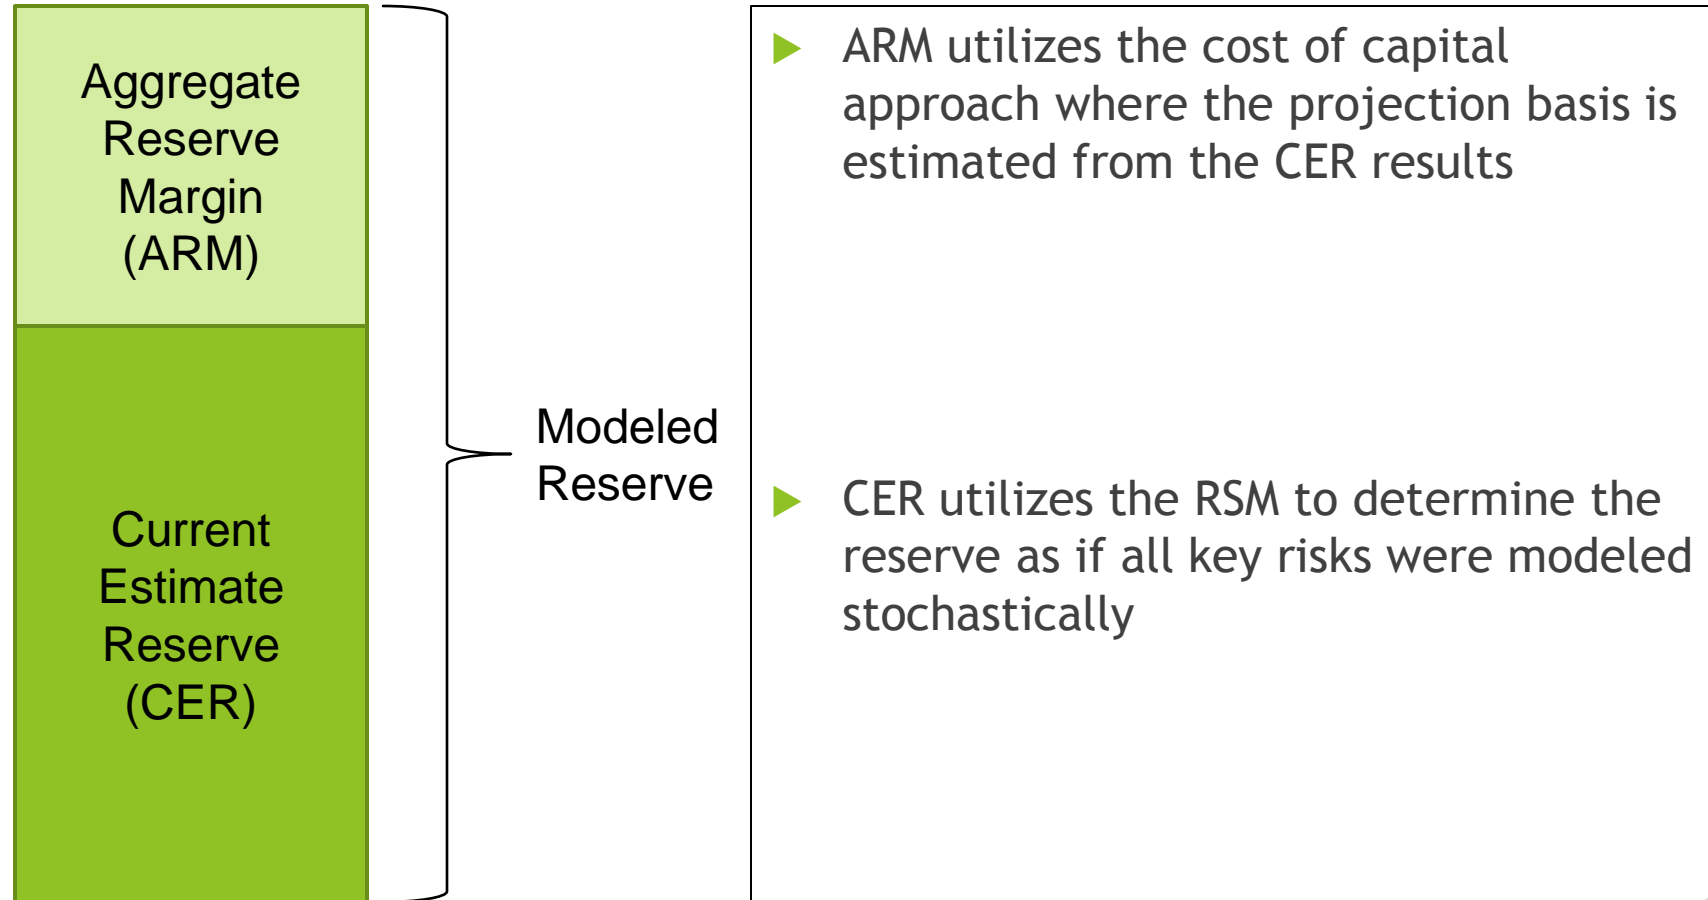 Aggregate
Reserve
Margin
(ARM)
Current
Estimate
Reserve
(CER)
Modeled
Reserve
ARM utilizes the cost of capital
approach where the projection basis is
estimated from the CER results
CER utilizes the RSM to determine the
reserve as if all key risks were modeled
stochastically